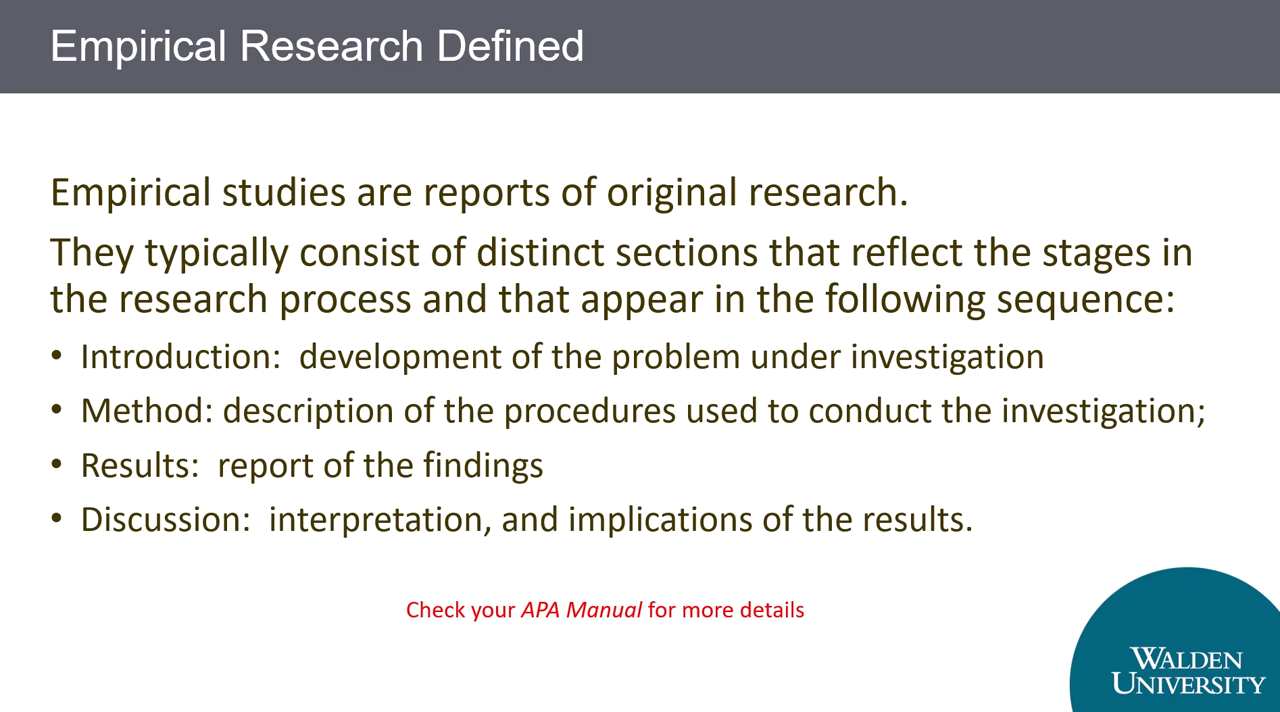 Empirical Research Defined
Empirical studies are reports of original research.
They typically consist of distinct sections that reflect the stages in
the research process and that appear in the following sequence:
• Introduction:  development of the problem under investigation
• Method: description of the procedures used to conduct the investigation;
• Results:  report of the findings
• Discussion:  interpretation, and implications of the results.
Check your APA Manual for more details
WALDEN
UNIVERSITY